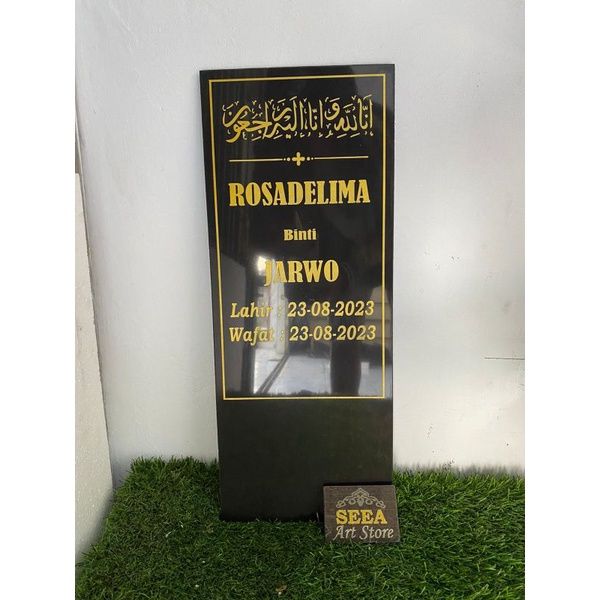 إنا لله وإنا إليه راجعون
ROSADELIMA
Binti
JARWO
Lahir : 23-08-2023
Wafat : 23-08-2023
SEEA
Art Store